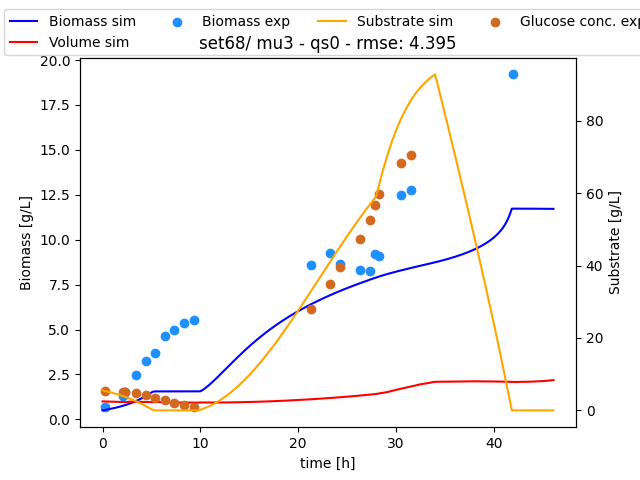 Biomass sim Biomass exp Substrate sim Glucose conc. exp
Volume sim
set68/ mu3 - qs0 - rmse: 4.395
20.0
17.5
15.0
12.5
10.0
7.5
5.0
2.5
0.0
Biomass [g/L]
80
60
40
20
0
Substrate [g/L]
0 10 20 30 40
time [h]